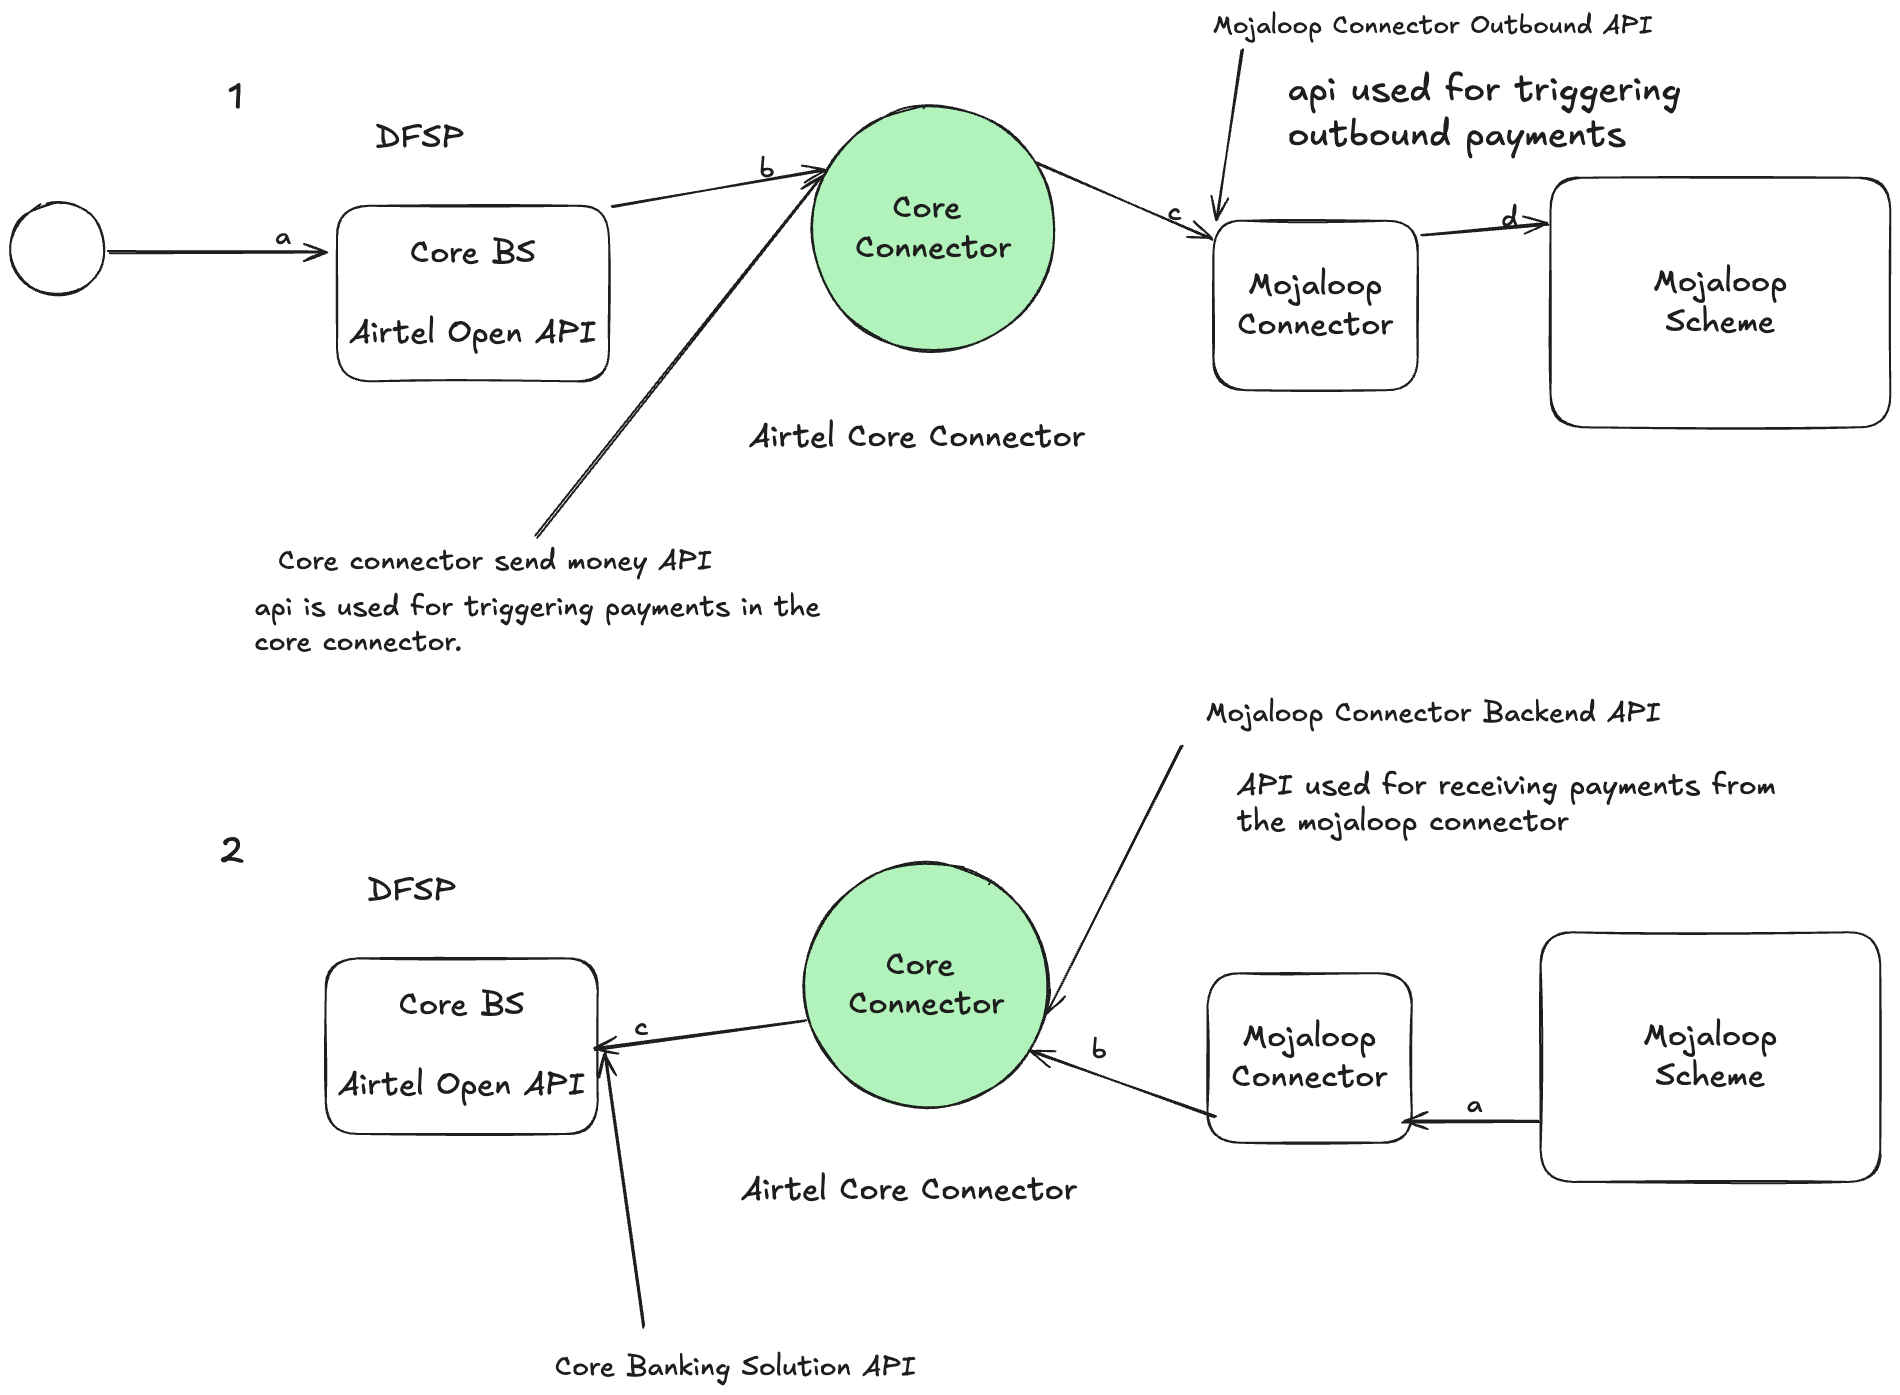 Mojaloop Connector Outbound API
api used for triggering
outbound payments
1
DFSP
b
a
c
d
Core BS
Airtel Open API
Core
Connector
Mojaloop
Connector
Mojaloop
Scheme
Airtel Core Connector
Core connector send money API
api is used for triggering payments in the
core connector.
Mojaloop Connector Backend API
API used for receiving payments from
the mojaloop connector
2
DFSP
Core BS
Airtel Open API
c
Core
Connector
b
Mojaloop
Connector
a
Mojaloop
Scheme
Airtel Core Connector
Core Banking Solution API